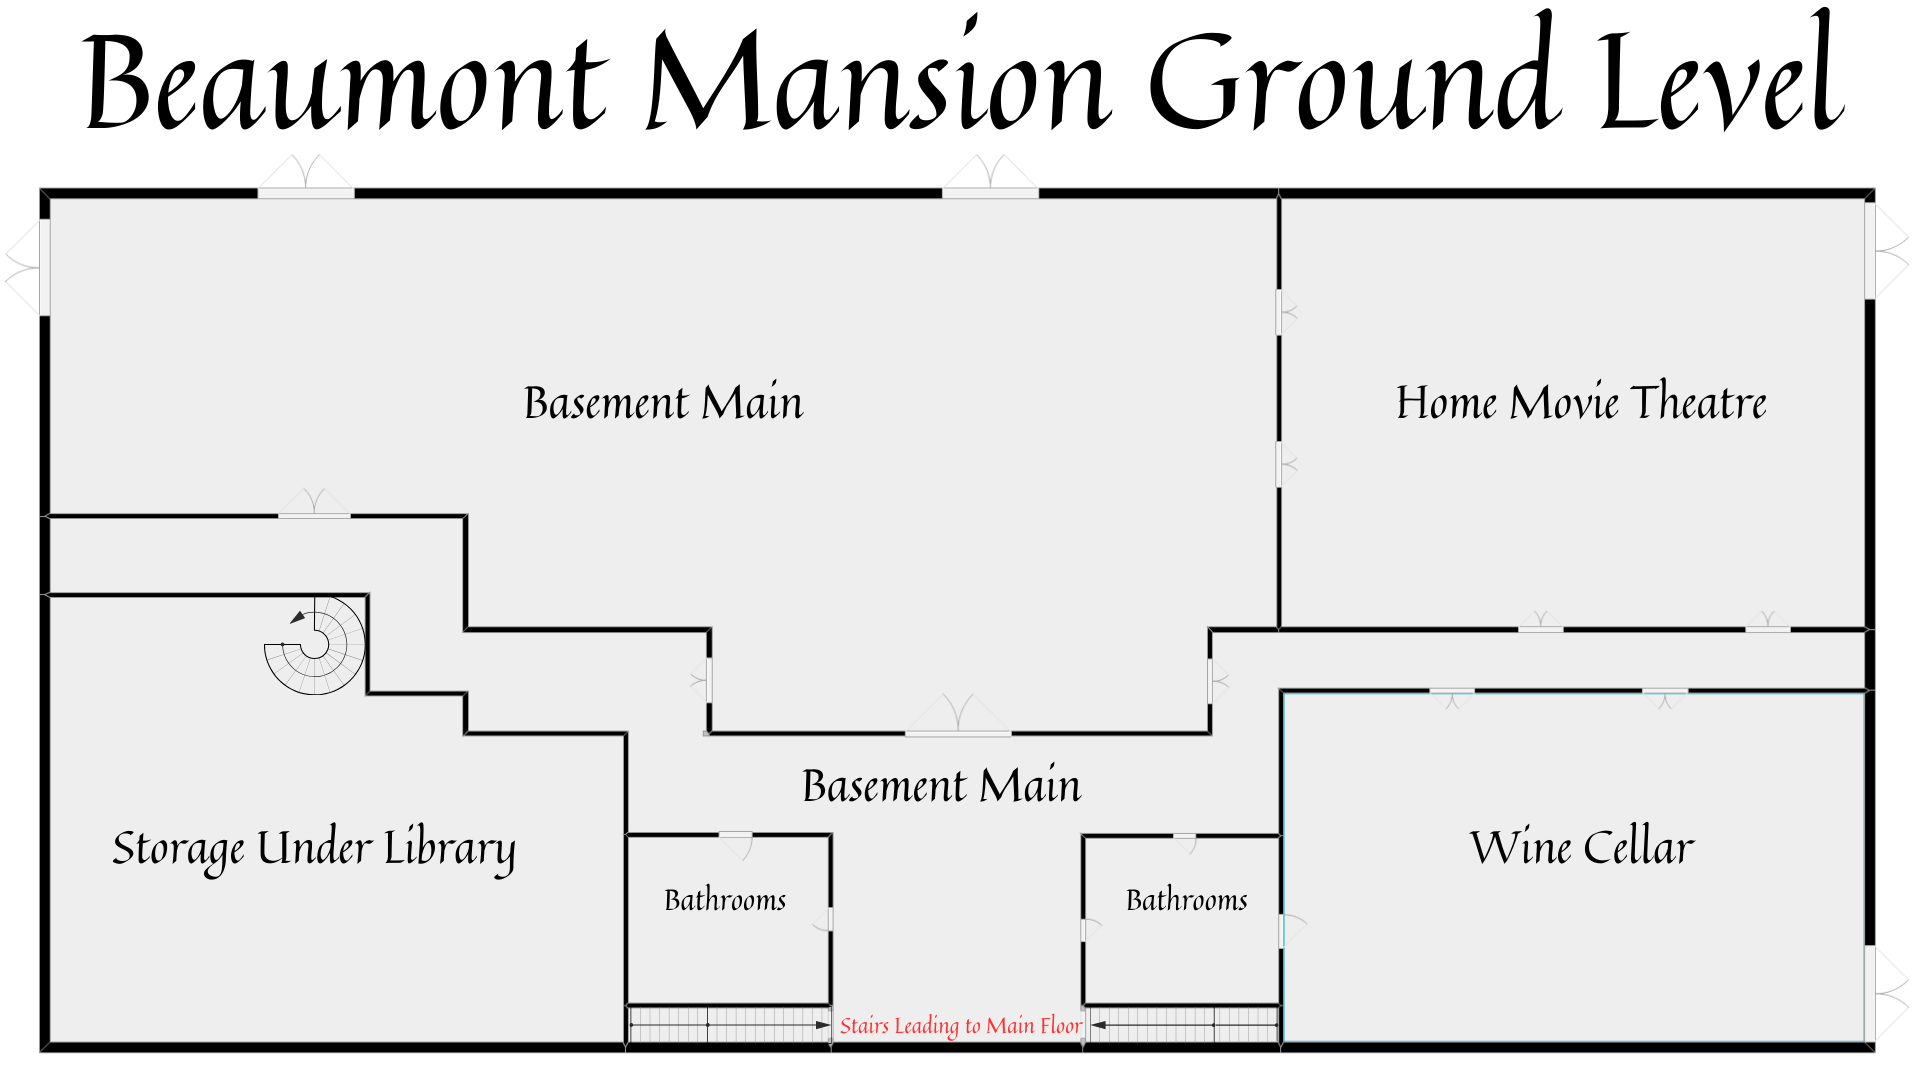 Beaumont Mansion Ground Level
Basement Main
Home Movie Theatre
Basement Main
Storage Under Library
Wine Cellar
Bathrooms
Bathrooms
Stairs Leading to Main Floor